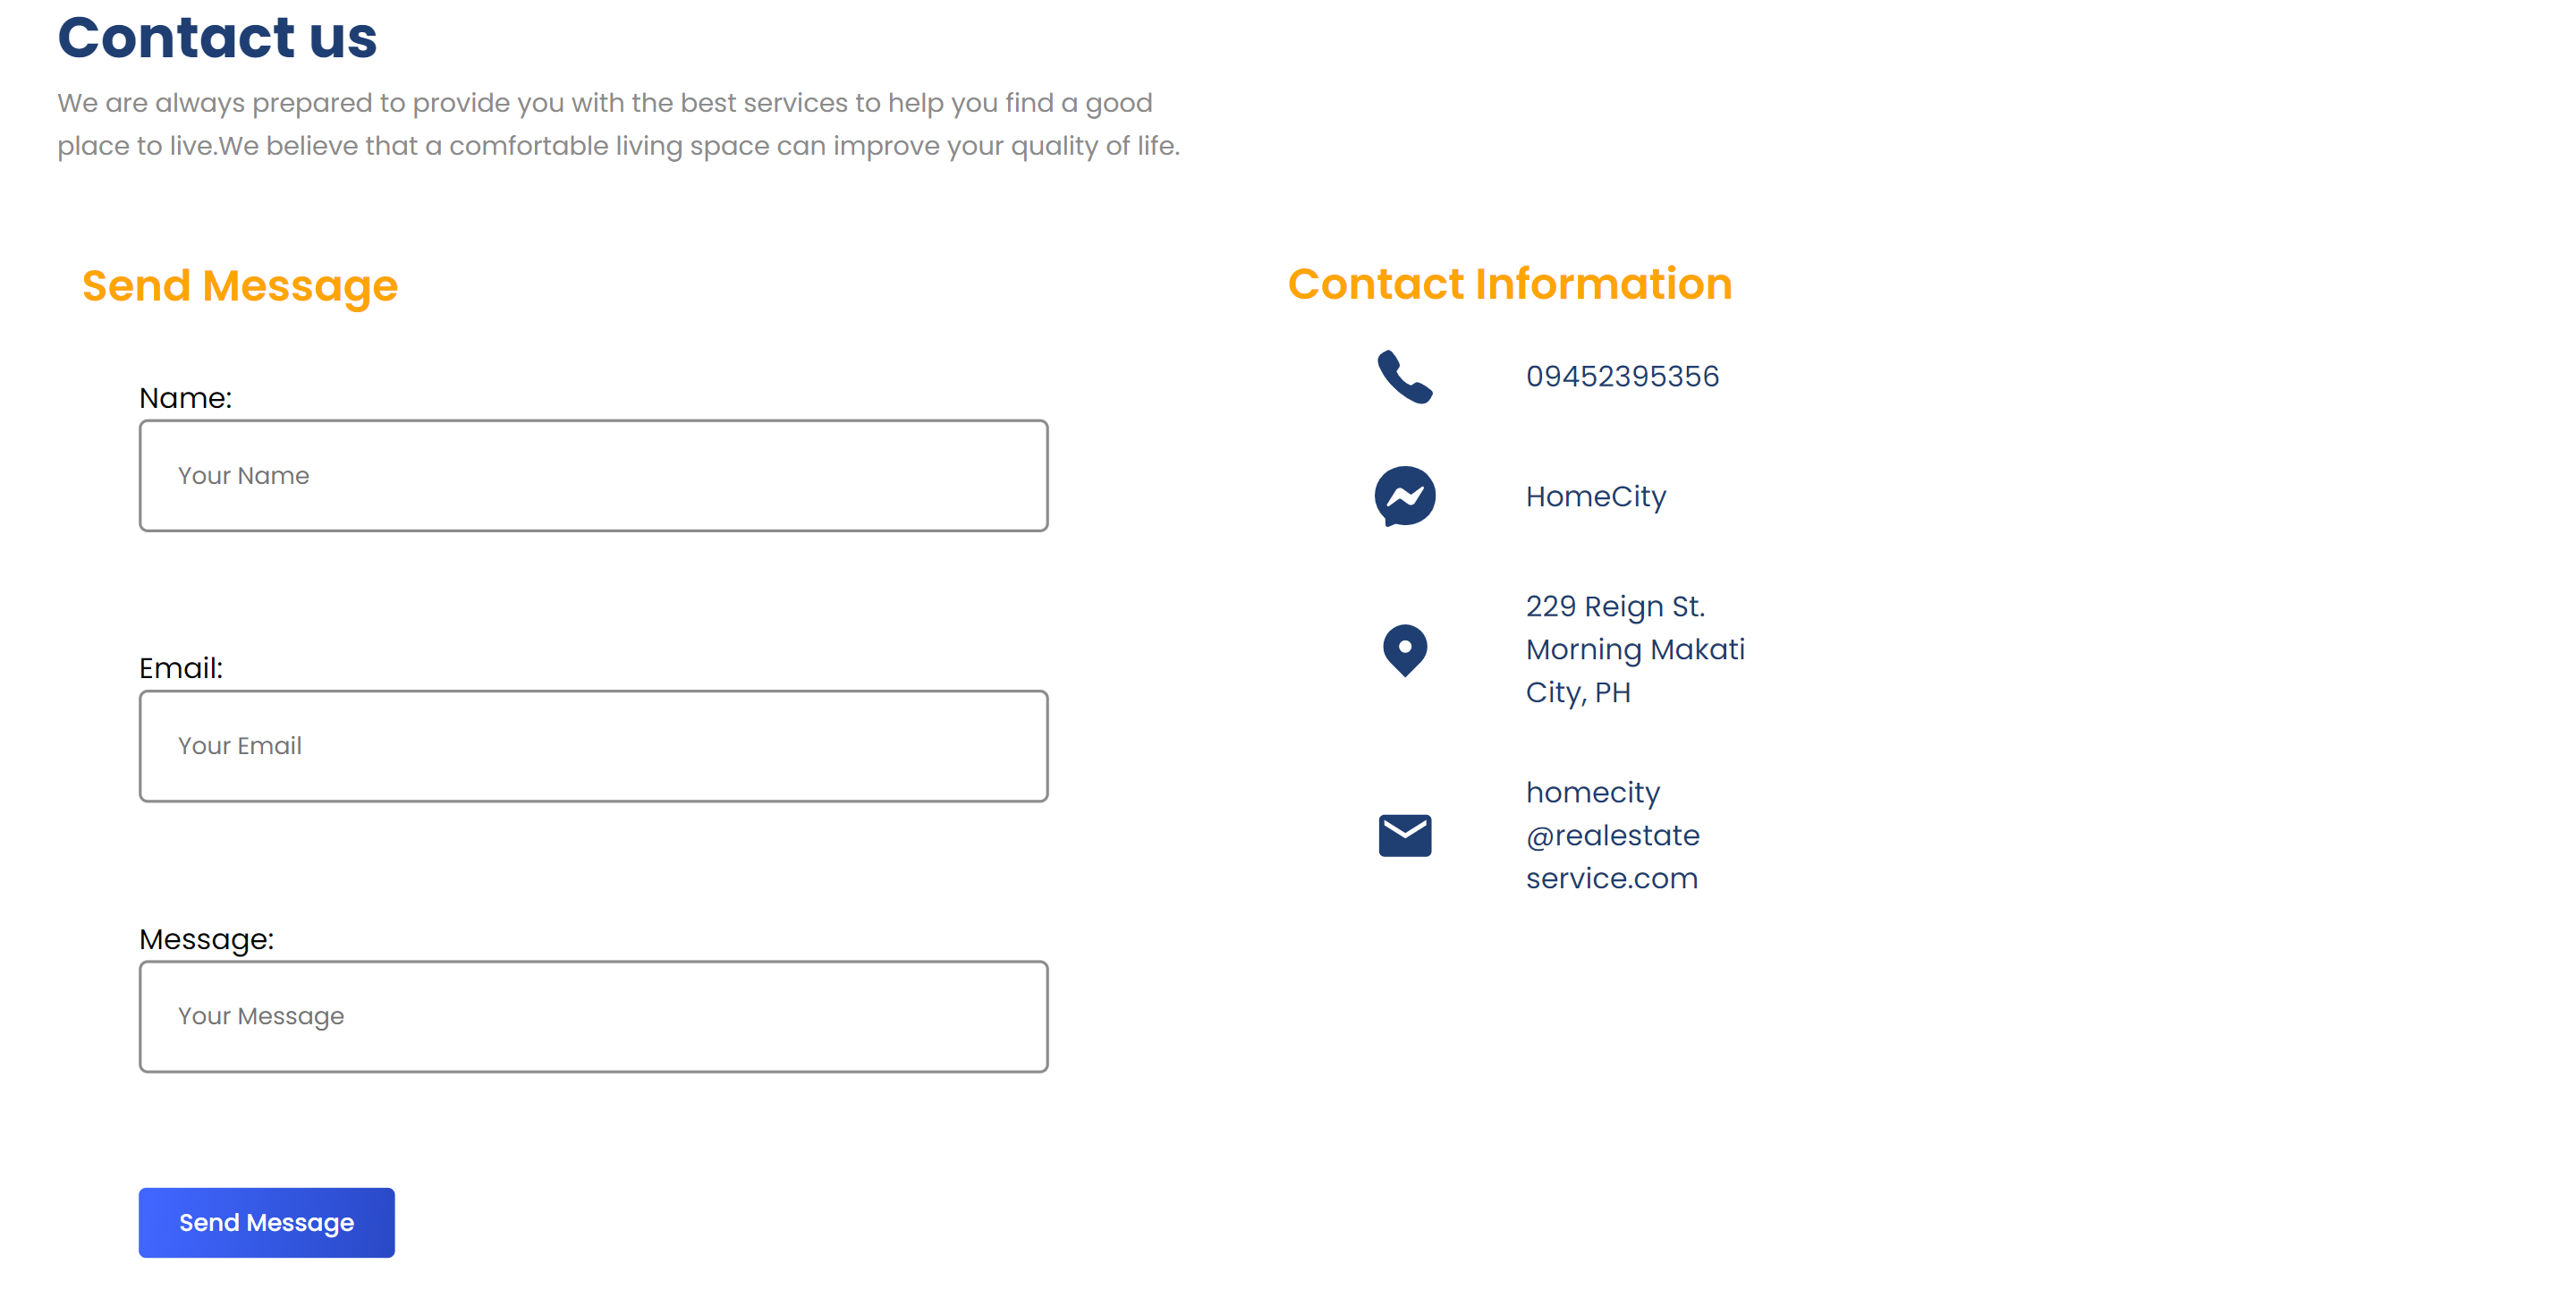 Contact us
We are always prepared to provide you with the best services to help you find a good
place to live.We believe that a comfortable living space can improve your quality of life.
Send Message
Name:
Your Name
Email:
Your Email
Message:
Your Message
Send Message
Contact Information
09452395356
HomeCity
229 Reign St.
Morning Makati
City, PH
homecity
@realestate
service.com